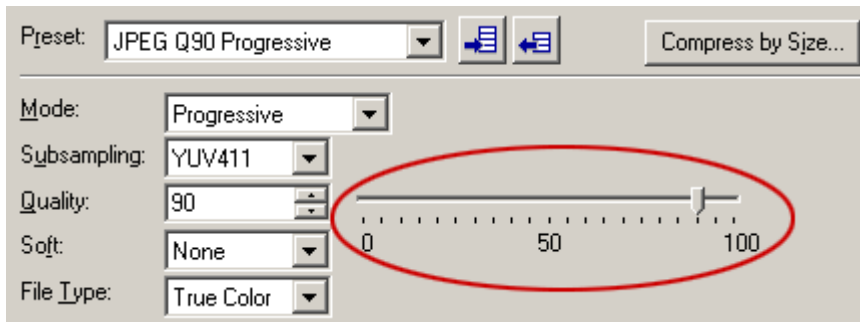 Preset: JPEG Q90 Progressive Compress by Size...
Mode: Progressive
Subsampling: YUV411
Quality: 90
Soft: None
0 50 100
File Type: True Color